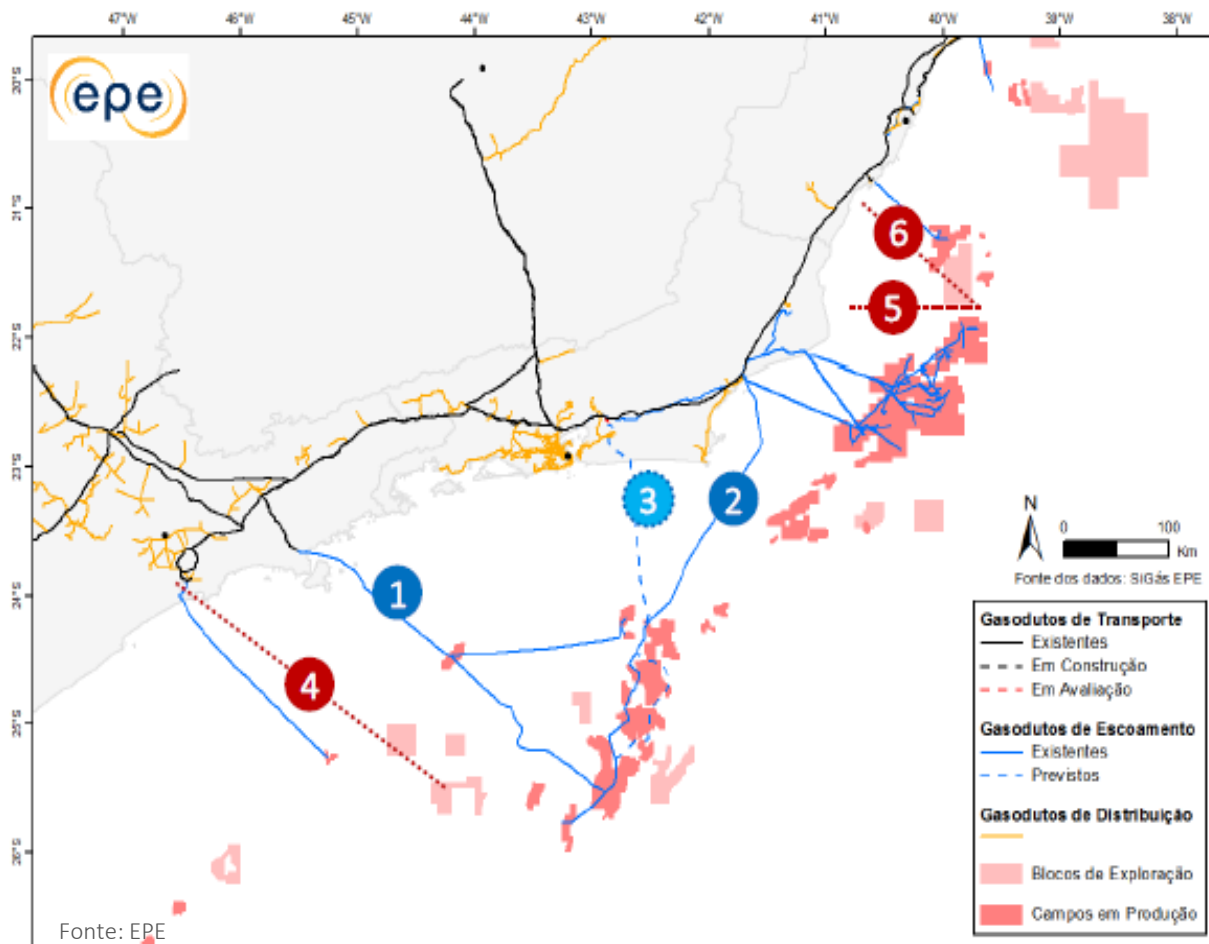 47°W 46°W 45°W 44°W 43°W 42°W 41°W 40°W 38°W 36°W
epe
20°S
21°S
22°S
23°S
24°S
25°S
26°S
6
5
3
2
1
4
N
0 100
Km
Fonte dos dados: SiGás EPE
Gasodutos de Transporte
Existentes
Em Construção
Em Avaliação
Gasodutos de Escoamento
Existentes
Previstos
Gasodutos de Distribuição
Blocos de Exploração
Campos em Produção
Fonte: EPE